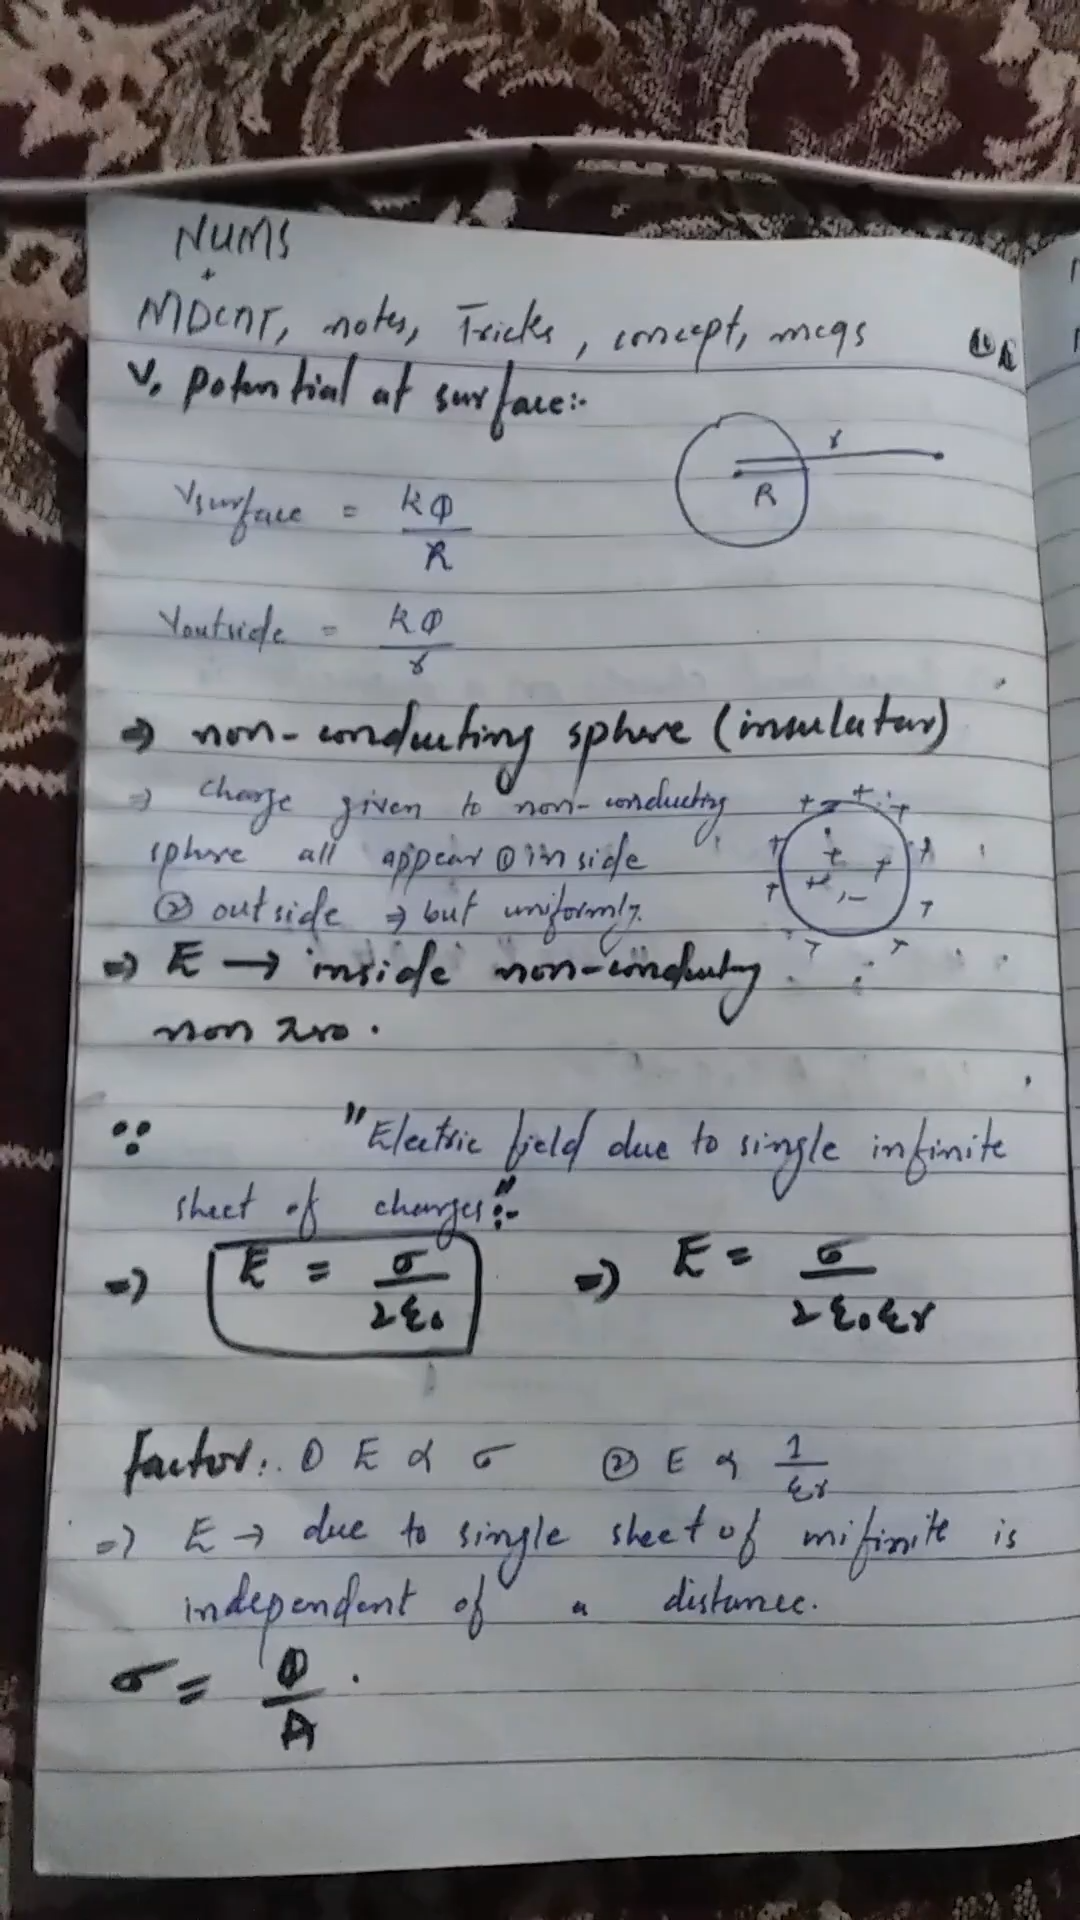 NUMS
+
MDCAT, notes, Tricks, concept, mcqs
V. Potential at surface:-
r
R
Vsurface = kQ/R
Voutside = kQ/r
=> non-conducting sphere (insulator)
=> charge given to non-conducting
sphere all appear ① inside
② outside => but uniformly.
=> E → inside non-conducting
non zero.
"Electric field due to single infinite
sheet of charges":-
=> E = σ/2ε₀ => E = σ/2ε₀εr
Factor:. ① E ∝ σ ② E ∝ 1/εr
=> E → due to single sheet of infinite is
independent of a distance.
σ = Q/A.